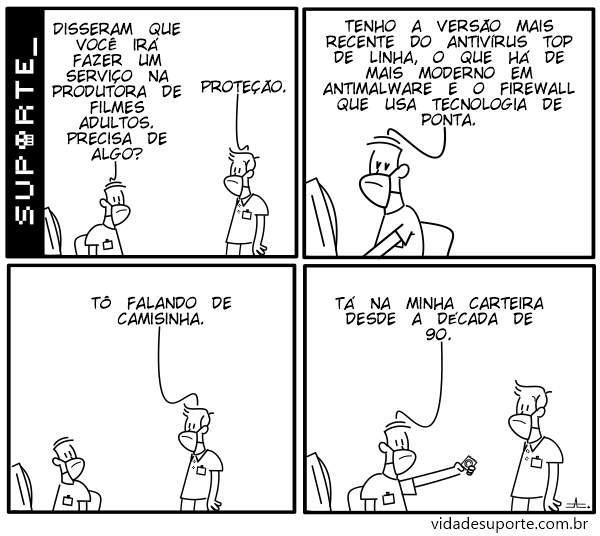 SUPORTE_
DISSERAM QUE
VOCÊ IRÁ
FAZER UM
SERVIÇO NA
PRODUTORA DE
FILMES
ADULTOS.
PRECISA DE
ALGO?
PROTEÇÃO.
TENHO A VERSÃO MAIS
RECENTE DO ANTIVÍRUS TOP
DE LINHA, O QUE HÁ DE
MAIS MODERNO EM
ANTIMALWARE E O FIREWALL
QUE USA TECNOLOGIA DE
PONTA.
TÔ FALANDO DE
CAMISINHA.
TÁ NA MINHA CARTEIRA
DESDE A DÉCADA DE
90.
vidadesuporte.com.br